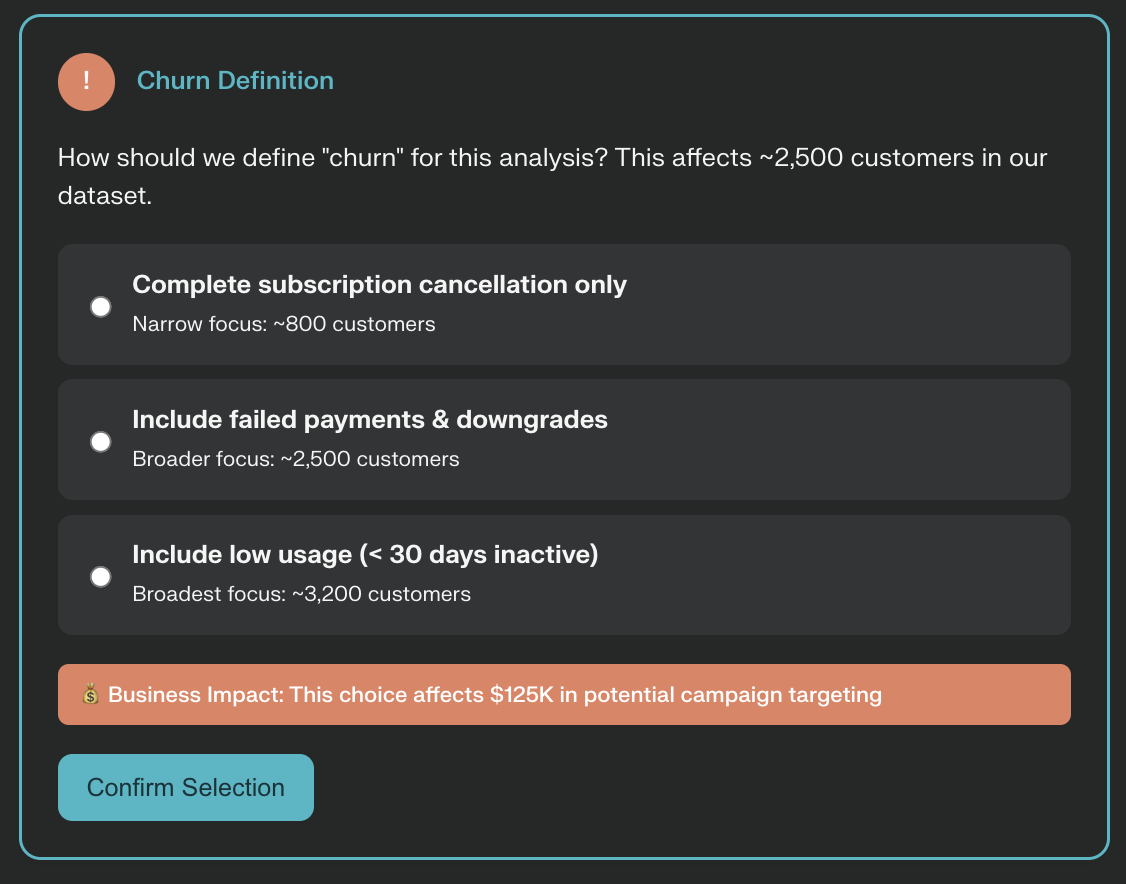 !
Churn Definition
How should we define "churn" for this analysis? This affects ~2,500 customers in our
dataset.
Complete subscription cancellation only
Narrow focus: ~800 customers
Include failed payments & downgrades
Broader focus: ~2,500 customers
Include low usage (< 30 days inactive)
Broadest focus: ~3,200 customers
💰 Business Impact: This choice affects $125K in potential campaign targeting
Confirm Selection